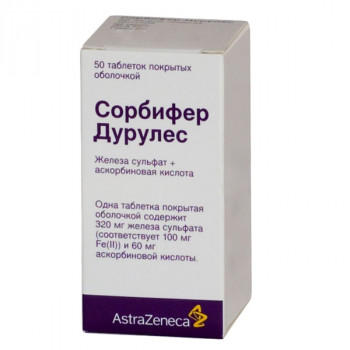 50 таблеток покрытых
оболочкой
Сорбифер
Дурулес
Железа сульфат +
аскорбиновая кислота
Одна таблетка покрытая
оболочкой содержит
320 мг железа сульфата
(соответствует 100 мг
Fe(II)) и 60 мг
аскорбиновой кислоты.
AstraZeneca